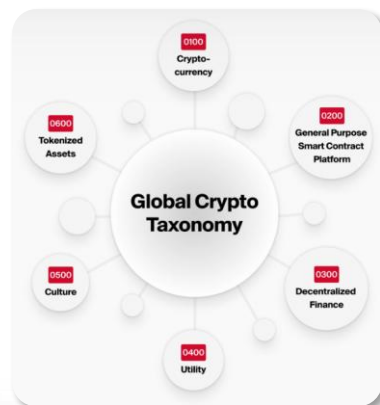 0100
Crypto-
currency
0200
General Purpose
Smart Contract
Platform
0300
Decentralized
Finance
0400
Utility
0500
Culture
0600
Tokenized
Assets
Global Crypto
Taxonomy